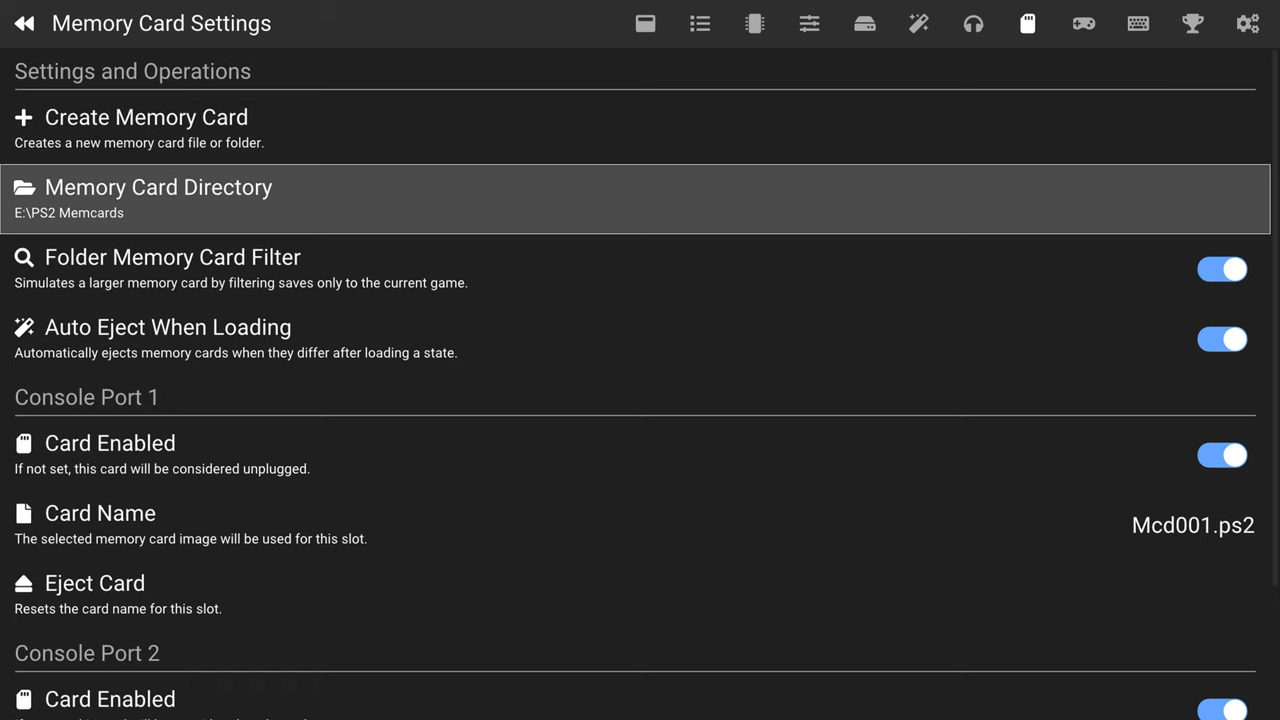 Memory Card Settings
Settings and Operations
Create Memory Card
Creates a new memory card file or folder.
Memory Card Directory
E:\PS2 Memcards
Folder Memory Card Filter
Simulates a larger memory card by filtering saves only to the current game.
Auto Eject When Loading
Automatically ejects memory cards when they differ after loading a state.
Console Port 1
Card Enabled
If not set, this card will be considered unplugged.
Card Name
Mcd001.ps2
The selected memory card image will be used for this slot.
Eject Card
Resets the card name for this slot.
Console Port 2
Card Enabled